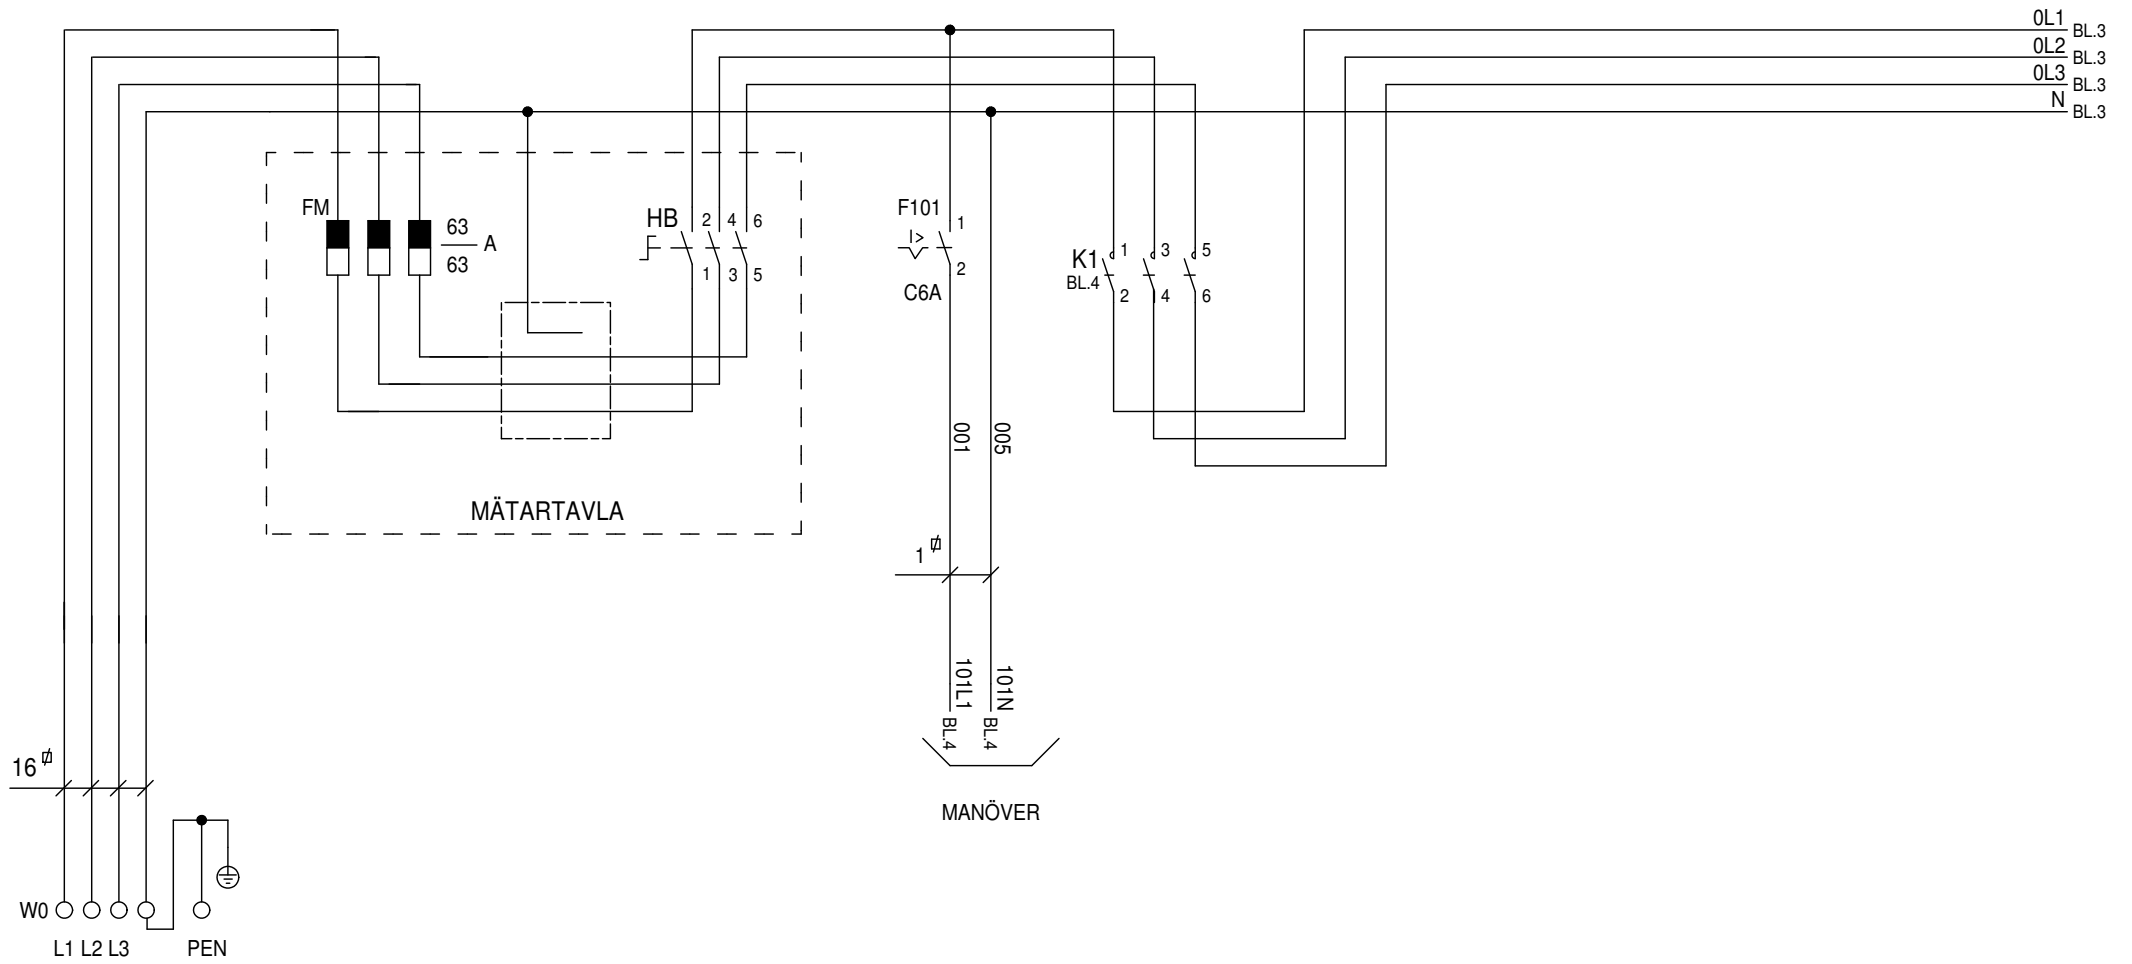 0L1 BL.3
0L2 BL.3
0L3 BL.3
N BL.3
FM
63 A
63
HB 2 4 6
1 3 5
F101 1
I>
2
C6A
K1 1 3 5
BL.4 2 4 6
001 005
MÄTARTAVLA
1
101L1 101N
BL.4 BL.4
MANÖVER
16
W0
L1 L2 L3 PEN